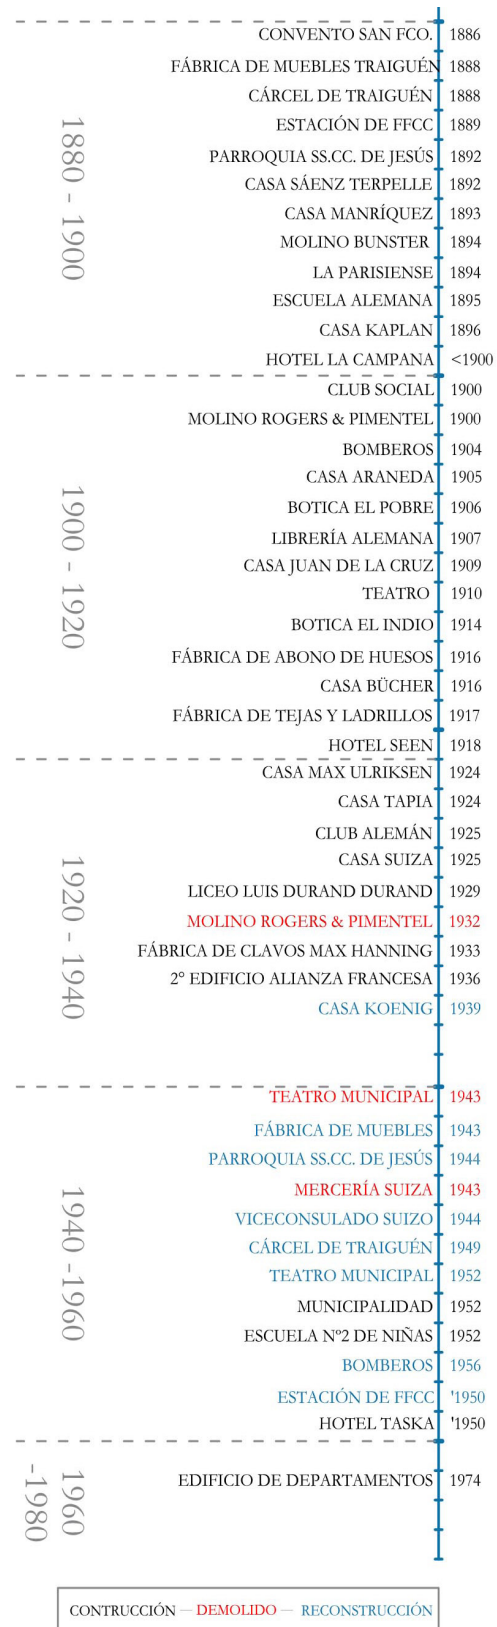 1880 - 1900
CONVENTO SAN FCO. 1886
FÁBRICA DE MUEBLES TRAIGUÉN 1888
CÁRCEL DE TRAIGUÉN 1888
ESTACIÓN DE FFCC 1889
PARROQUIA SS.CC. DE JESÚS 1892
CASA SÁENZ TERPELLE 1892
CASA MANRÍQUEZ 1893
MOLINO BUNSTER 1894
LA PARISIENSE 1894
ESCUELA ALEMANA 1895
CASA KAPLAN 1896
HOTEL LA CAMPANA <1900
1900 - 1920
CLUB SOCIAL 1900
MOLINO ROGERS & PIMENTEL 1900
BOMBEROS 1904
CASA ARANEDA 1905
BOTICA EL POBRE 1906
LIBRERÍA ALEMANA 1907
CASA JUAN DE LA CRUZ 1909
TEATRO 1910
BOTICA EL INDIO 1914
FÁBRICA DE ABONO DE HUESOS 1916
CASA BÜCHER 1916
FÁBRICA DE TEJAS Y LADRILLOS 1917
HOTEL SEEN 1918
1920 - 1940
CASA MAX ULRIKSEN 1924
CASA TAPIA 1924
CLUB ALEMÁN 1925
CASA SUIZA 1925
LICEO LUIS DURAND DURAND 1929
MOLINO ROGERS & PIMENTEL 1932
FÁBRICA DE CLAVOS MAX HANNING 1933
2º EDIFICIO ALIANZA FRANCESA 1936
CASA KOENIG 1939
1940 -1960
TEATRO MUNICIPAL 1943
FÁBRICA DE MUEBLES 1943
PARROQUIA SS.CC. DE JESÚS 1944
MERCERÍA SUIZA 1943
VICECONSULADO SUIZO 1944
CÁRCEL DE TRAIGUÉN 1949
TEATRO MUNICIPAL 1952
MUNICIPALIDAD 1952
ESCUELA Nº2 DE NIÑAS 1952
BOMBEROS 1956
ESTACIÓN DE FFCC '1950
HOTEL TASKA '1950
1960
-1980
EDIFICIO DE DEPARTAMENTOS 1974
CONTRUCCIÓN — DEMOLIDO — RECONSTRUCCIÓN